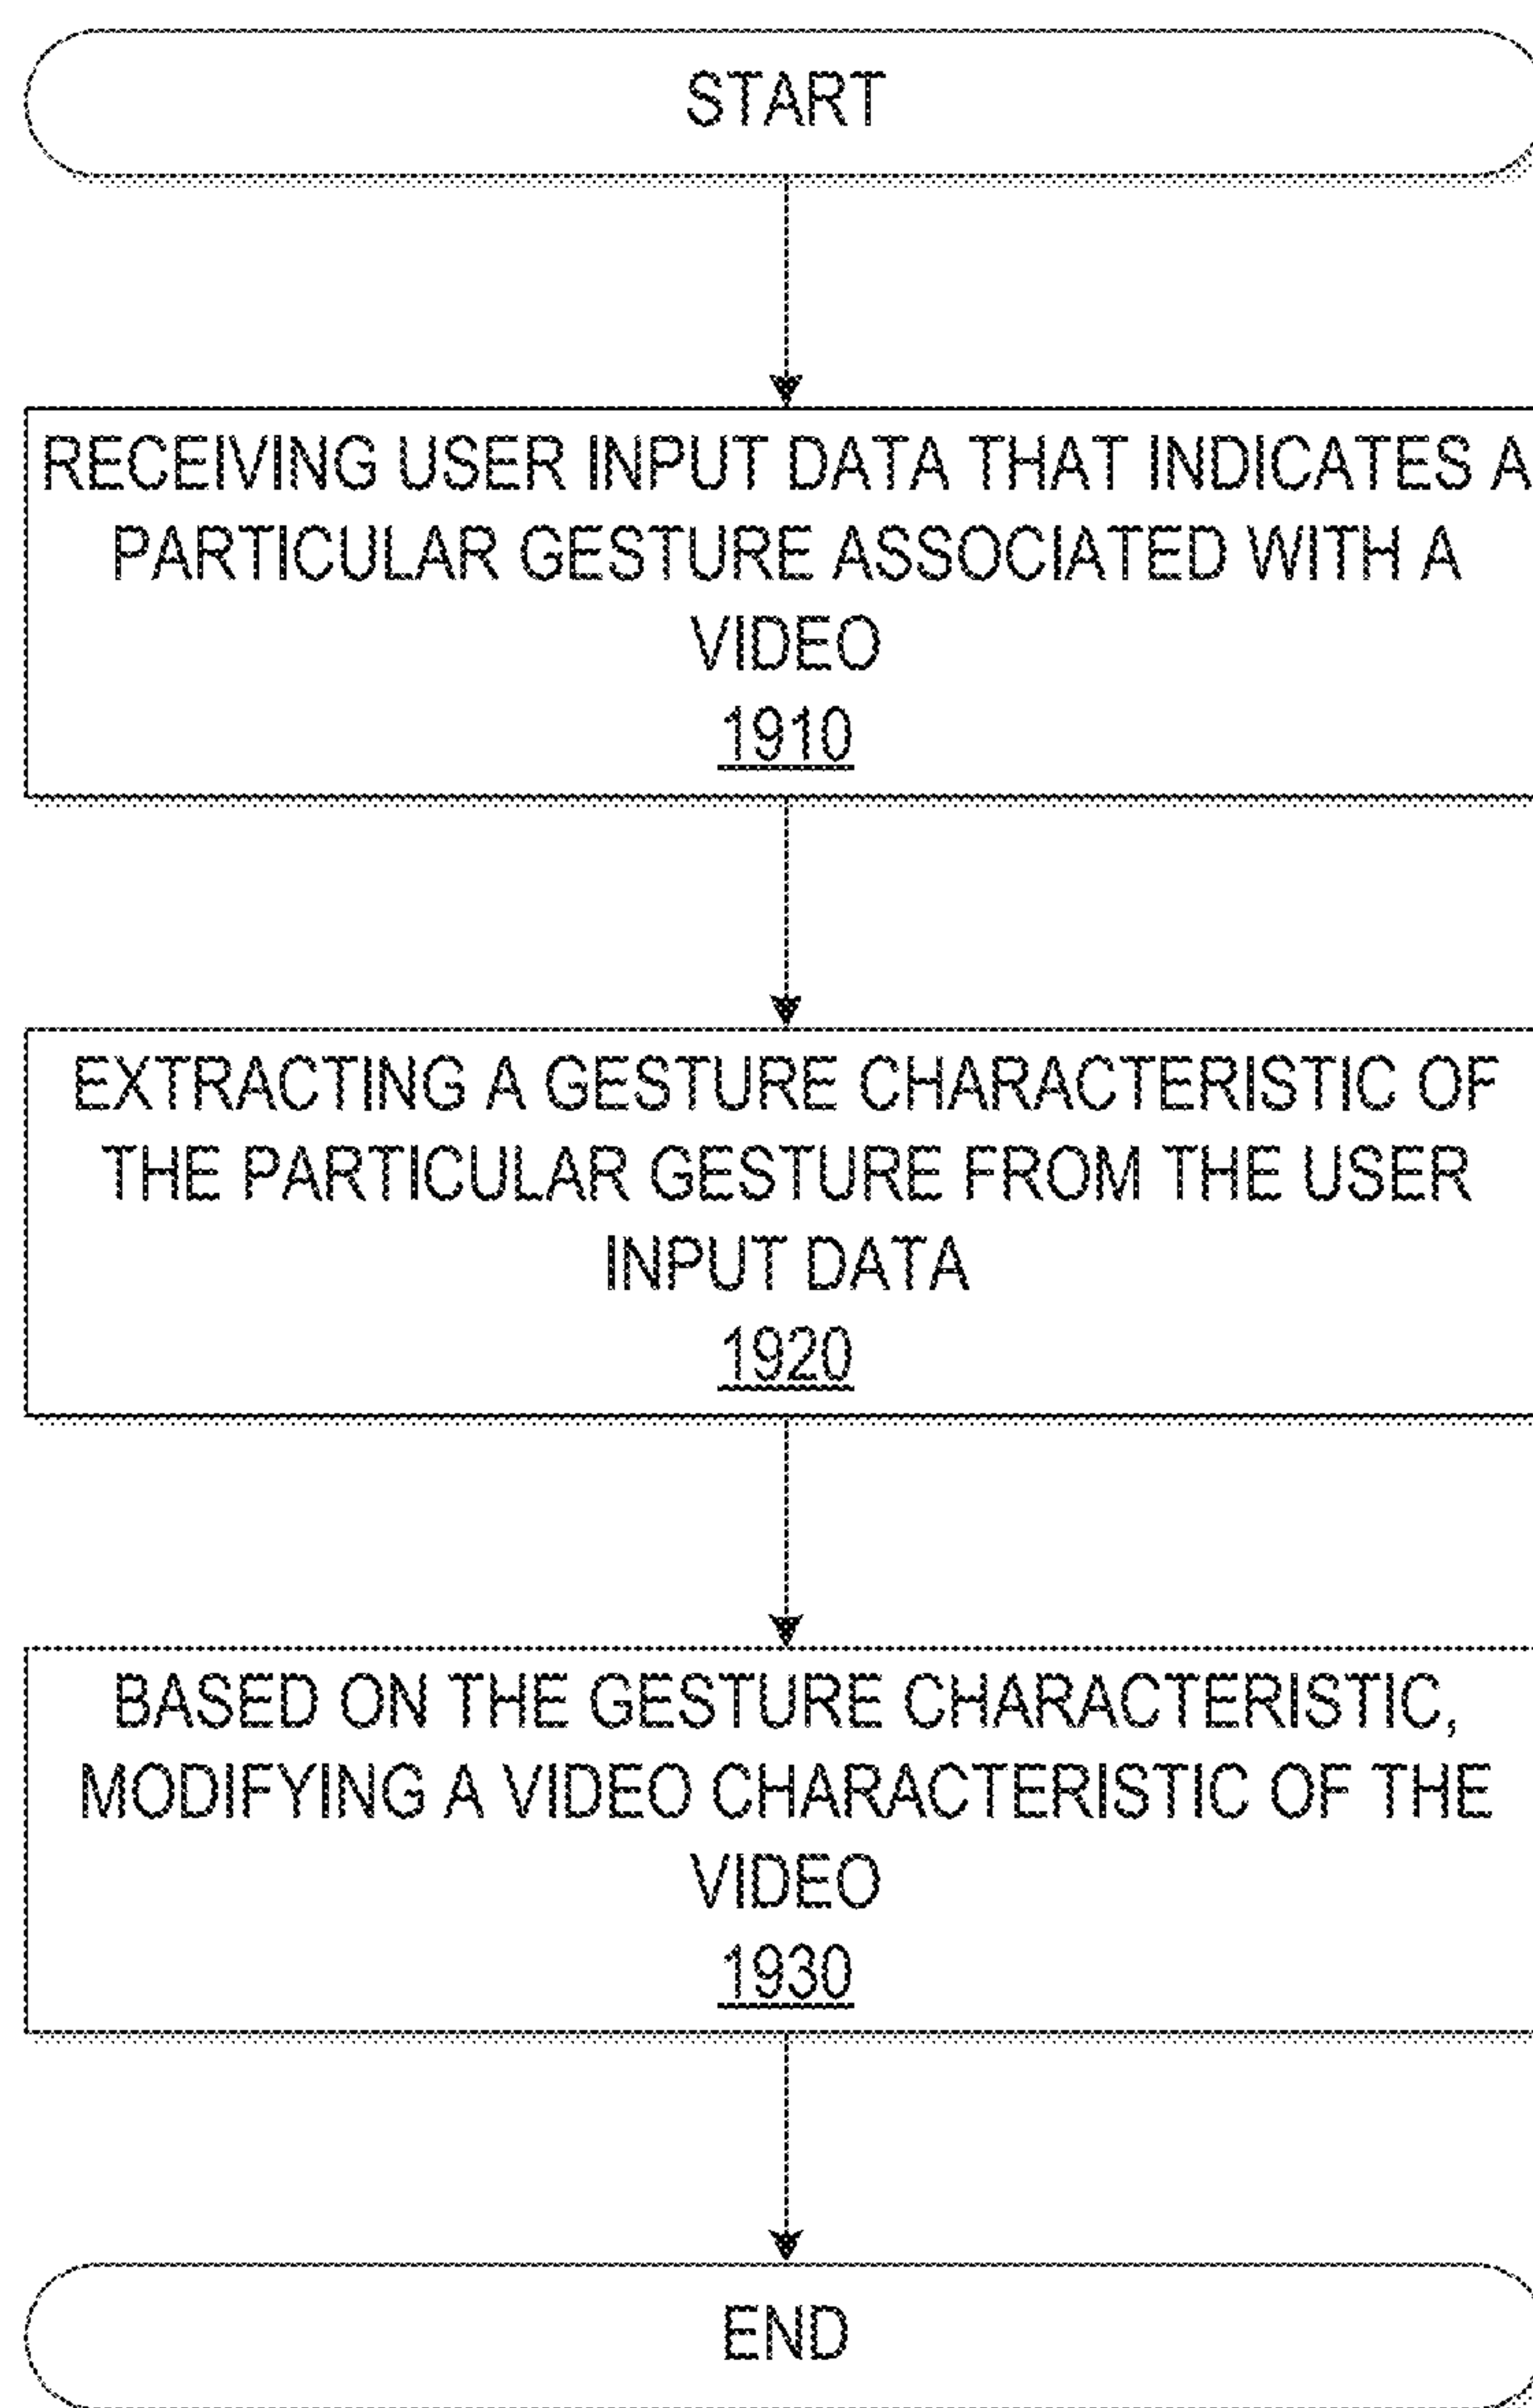 START
RECEIVING USER INPUT DATA THAT INDICATES A
PARTICULAR GESTURE ASSOCIATED WITH A
VIDEO
1910
EXTRACTING A GESTURE CHARACTERISTIC OF
THE PARTICULAR GESTURE FROM THE USER
INPUT DATA
1920
BASED ON THE GESTURE CHARACTERISTIC,
MODIFYING A VIDEO CHARACTERISTIC OF THE
VIDEO
1930
END